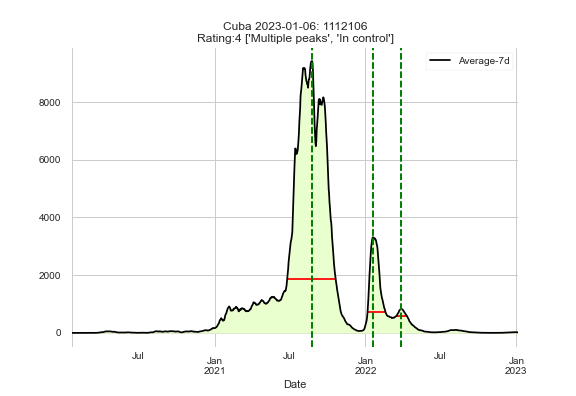 Cuba 2023-01-06: 1112106
Rating:4 ['Multiple peaks', 'In control']
Average-7d
8000
6000
4000
2000
0
Jul
Jan
2021
Jul
Jan
2022
Jul
Jan
2023
Date